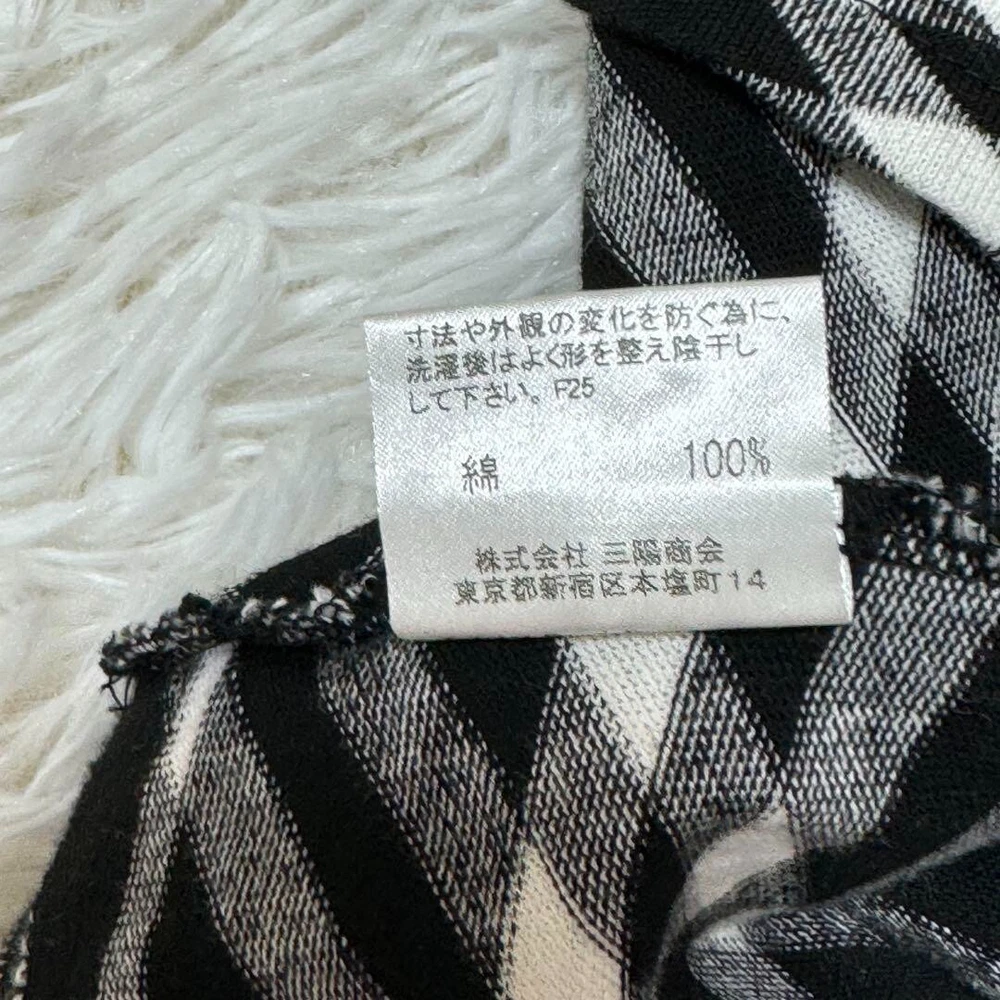 寸法や外観の変化を防ぐ為に、
洗濯後はよく形を整え陰干し
して下さい。F25
綿 100%
株式会社 三陽商会
東京都新宿区本塩町14